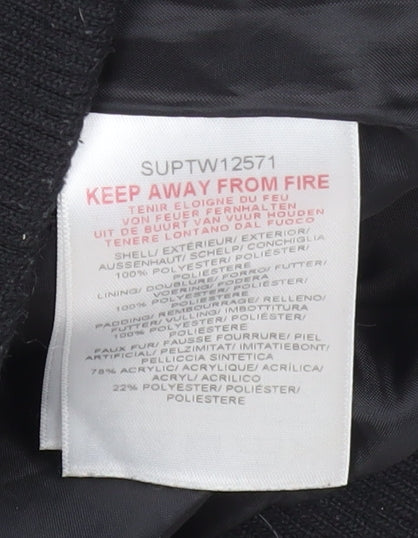 SUPTW12571
KEEP AWAY FROM FIRE
TENIR ELOIGNE DU FEU
VON FEUER FERNHALTEN
UIT DE BUURT VAN VUUR HOUDEN
TENERE LONTANO DAL FUOCO
SHELL/ EXTÉRIEUR/ EXTERIOR/
AUSSENHAUT/ SCHELP/ CONCHIGLIA
100% POLYESTER/ POLIÉSTER/
POLIESTERE
LINING/ DOUBLURE/ FORRO/ FUTTER/
VOERING/ FODERA
100% POLYESTER/ POLIÉSTER/
POLIESTERE
PADDING/ REMBOURRAGE/ RELLENO/
FUTTER/ VULLING/ IMBOTTITURA
100% POLYESTER/ POLIÉSTER/
POLIESTERE
FAUX FUR/ FAUSSE FOURRURE/ PIEL
ARTIFICIAL/ PELZIMITAT/ IMITATIEBONT/
PELLICCIA SINTETICA
78% ACRYLIC/ ACRYLIQUE/ ACRÍLICA/
ACRYL/ ACRILICO
22% POLYESTER/ POLIÉSTER/
POLIESTERE